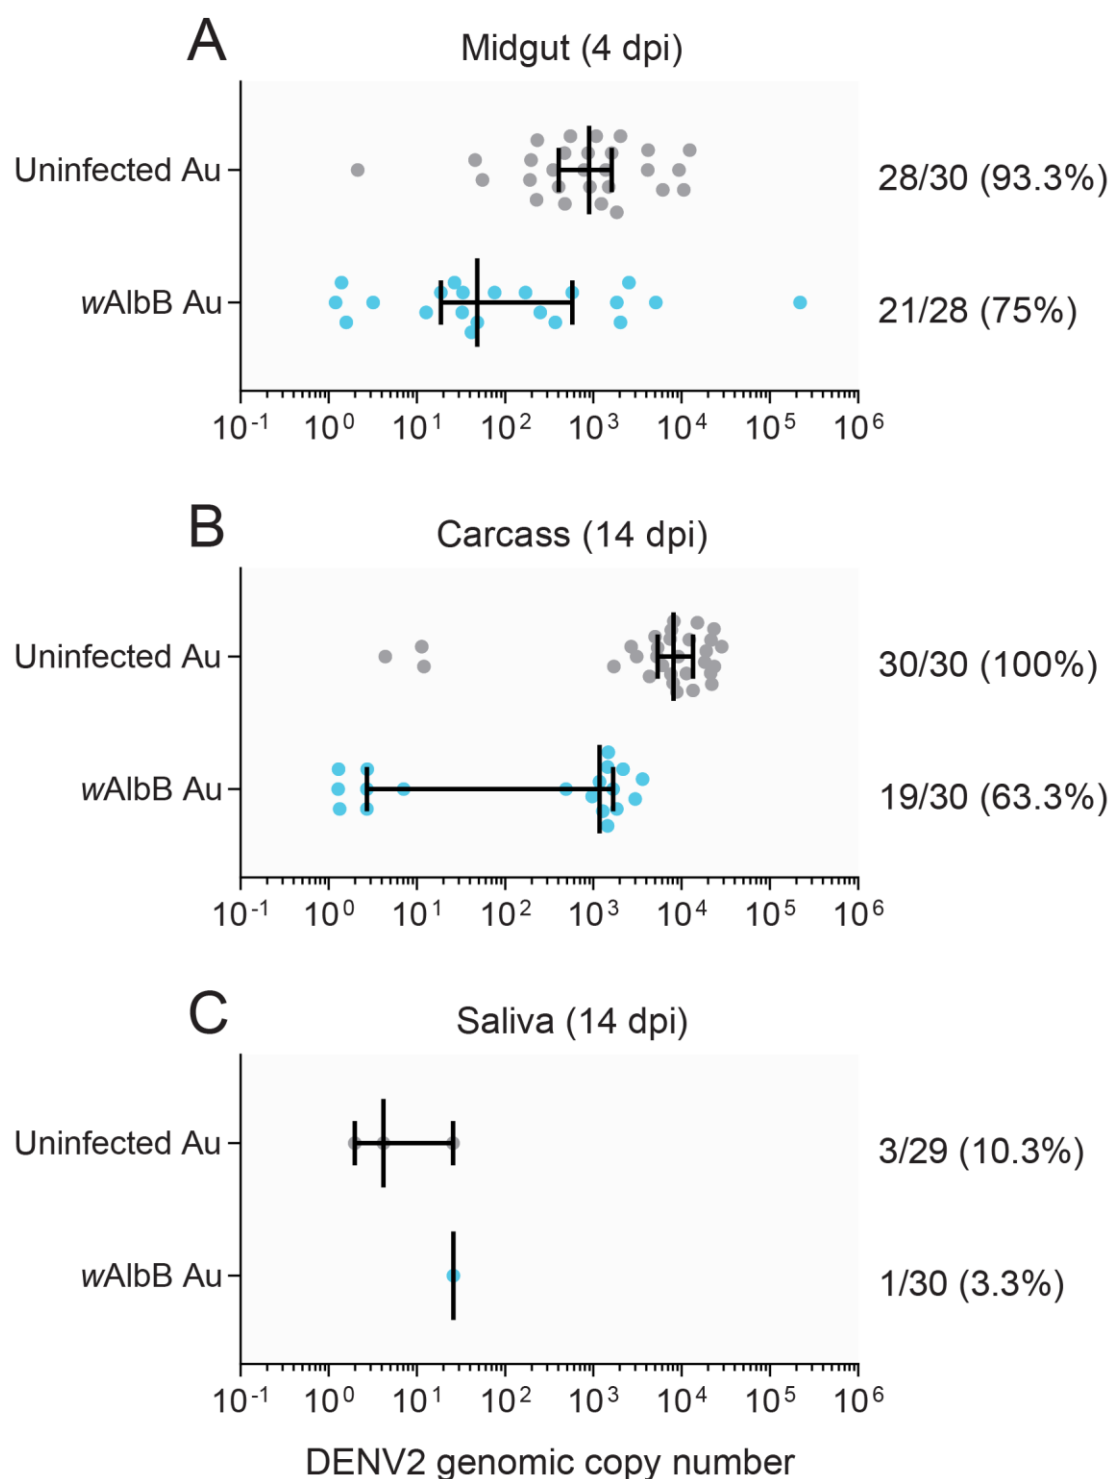 A
Midgut (4 dpi)
Uninfected Au
28/30 (93.3%)
wAlbB Au
21/28 (75%)
10⁻¹ 10⁰ 10¹ 10² 10³ 10⁴ 10⁵ 10⁶
B
Carcass (14 dpi)
Uninfected Au
30/30 (100%)
wAlbB Au
19/30 (63.3%)
10⁻¹ 10⁰ 10¹ 10² 10³ 10⁴ 10⁵ 10⁶
C
Saliva (14 dpi)
Uninfected Au
3/29 (10.3%)
wAlbB Au
1/30 (3.3%)
10⁻¹ 10⁰ 10¹ 10² 10³ 10⁴ 10⁵ 10⁶
DENV2 genomic copy number